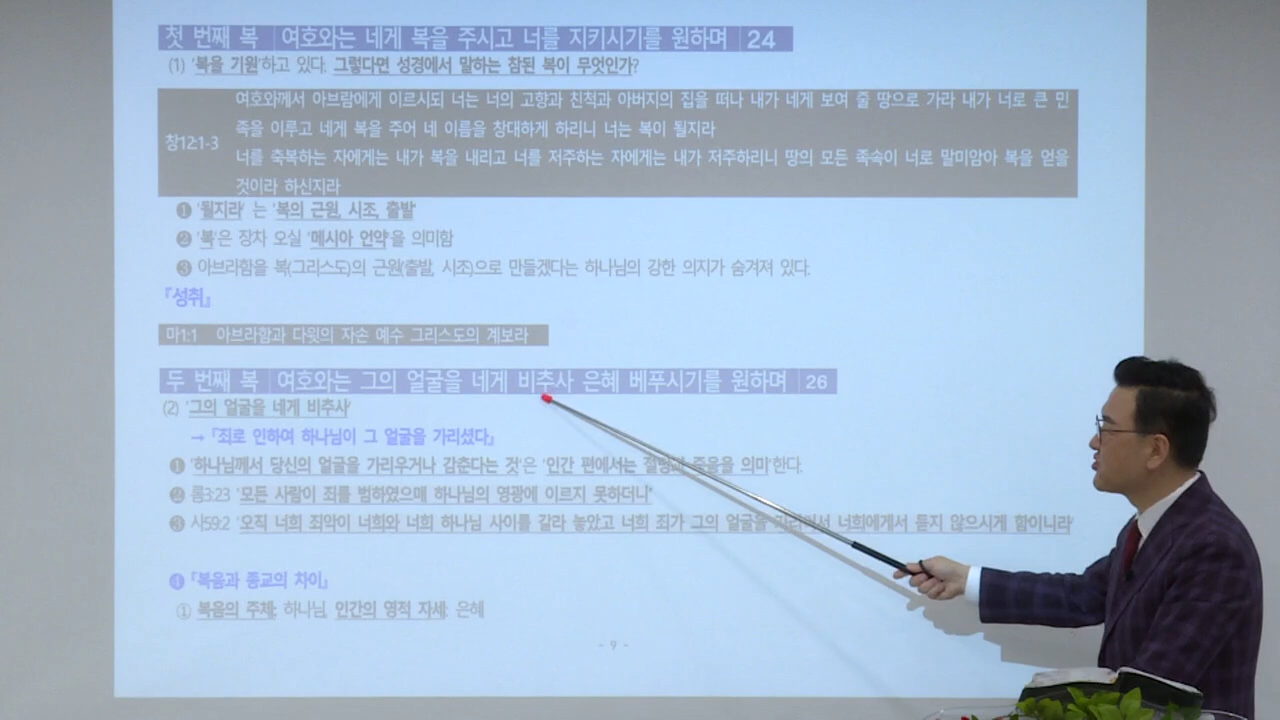 첫 번째 복 여호와는 네게 복을 주시고 너를 지키시기를 원하며 24
(1) '복을 기원'하고 있다. 그렇다면 성경에서 말하는 참된 복이 무엇인가?
여호와께서 아브람에게 이르시되 너는 너의 고향과 친척과 아버지의 집을 떠나 내가 네게 보여 줄 땅으로 가라 내가 너로 큰 민
족을 이루고 네게 복을 주어 네 이름을 창대하게 하리니 너는 복이 될지라
창12:1-3
너를 축복하는 자에게는 내가 복을 내리고 너를 저주하는 자에게는 내가 저주하리니 땅의 모든 족속이 너로 말미암아 복을 얻을
것이라 하신지라
❶ '될지라' 는 '복의 근원, 시조, 출발'
❷ '복'은 장차 오실 '메시아 언약'을 의미함
❸ 아브라함을 복(그리스도)의 근원(출발, 시조)으로 만들겠다는 하나님의 강한 의지가 숨겨져 있다.
『성취』
마1:1 아브라함과 다윗의 자손 예수 그리스도의 계보라
두 번째 복 여호와는 그의 얼굴을 네게 비추사 은혜 베푸시기를 원하며 26
(2) '그의 얼굴을 네게 비추사'
→ 『죄로 인하여 하나님이 그 얼굴을 가리셨다』
❶ '하나님께서 당신의 얼굴을 가리우거나 감춘다는 것'은 '인간 편에서는 절망과 죽음을 의미'한다.
❷ 롬3:23 '모든 사람이 죄를 범하였으매 하나님의 영광에 이르지 못하더니'
❸ 사59:2 '오직 너희 죄악이 너희와 너희 하나님 사이를 갈라 놓았고 너희 죄가 그의 얼굴을 가리어서 너희에게서 듣지 않으시게 함이니라'
❹ 『복음과 종교의 차이』
① 복음의 주체: 하나님, 인간의 영적 자세: 은혜
- 9 -